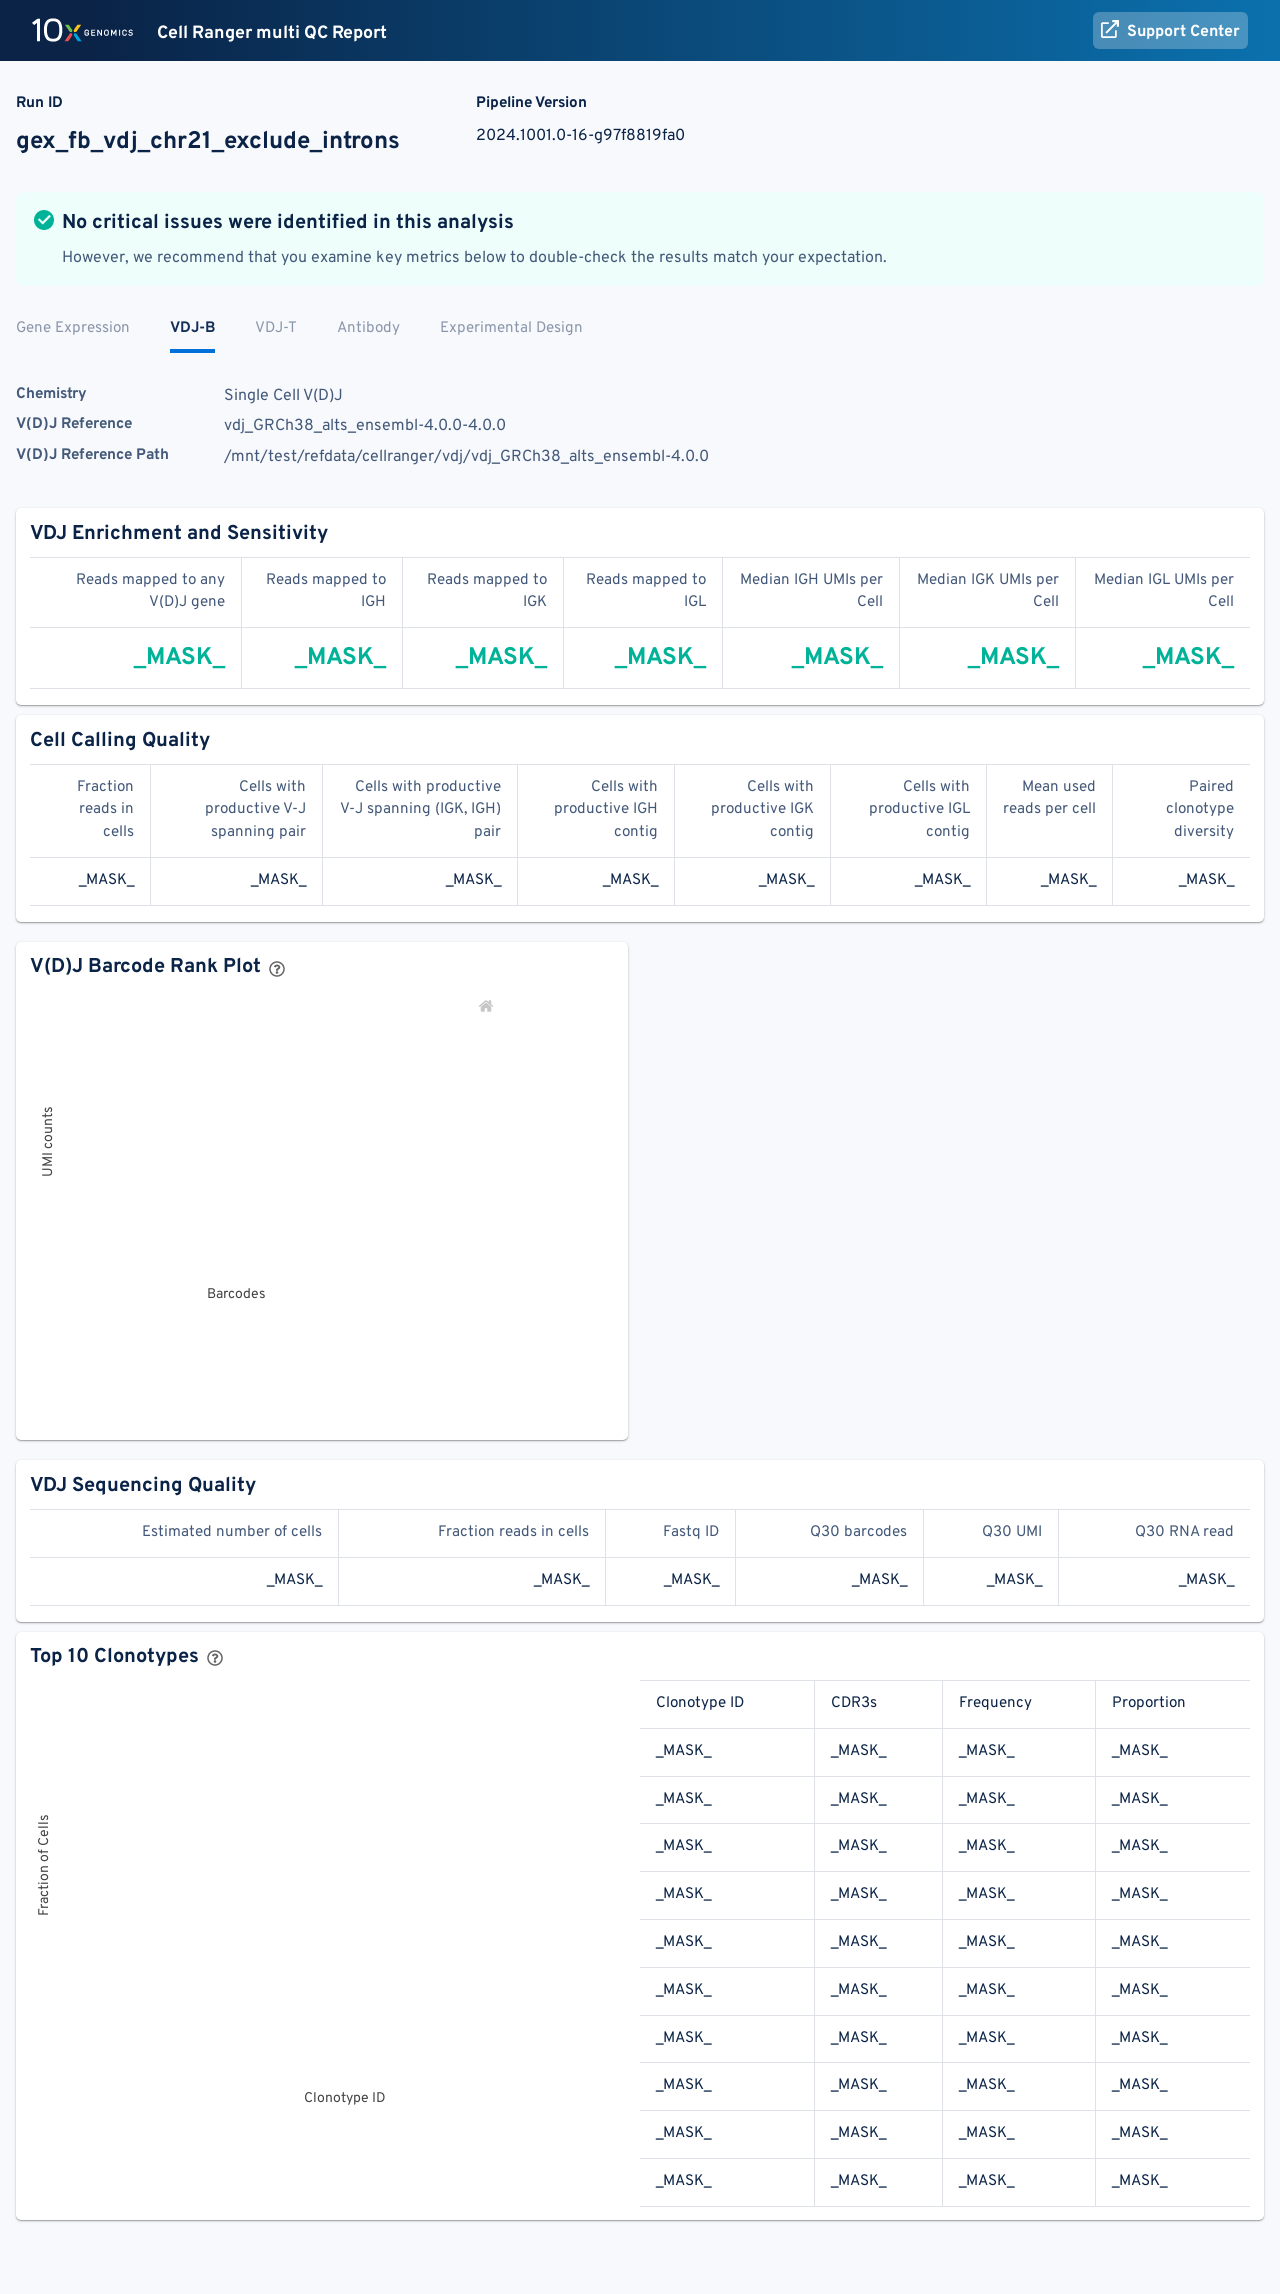 10x GENOMICS Cell Ranger multi QC Report Support Center
Run ID Pipeline Version
gex_fb_vdj_chr21_exclude_introns 2024.1001.0-16-g97f8819fa0
No critical issues were identified in this analysis
However, we recommend that you examine key metrics below to double-check the results match your expectation.
Gene Expression VDJ-B VDJ-T Antibody Experimental Design
Chemistry Single Cell V(D)J
V(D)J Reference vdj_GRCh38_alts_ensembl-4.0.0-4.0.0
V(D)J Reference Path /mnt/test/refdata/cellranger/vdj/vdj_GRCh38_alts_ensembl-4.0.0
VDJ Enrichment and Sensitivity
Reads mapped to any Reads mapped to Reads mapped to Reads mapped to Median IGH UMIs per Median IGK UMIs per Median IGL UMIs per
V(D)J gene IGH IGK IGL Cell Cell Cell
_MASK_ _MASK_ _MASK_ _MASK_ _MASK_ _MASK_ _MASK_
Cell Calling Quality
Fraction Cells with Cells with productive Cells with Cells with Cells with Mean used Paired
reads in productive V-J V-J spanning (IGK, IGH) productive IGH productive IGK productive IGL reads per cell clonotype
cells spanning pair pair contig contig contig diversity
_MASK_ _MASK_ _MASK_ _MASK_ _MASK_ _MASK_ _MASK_ _MASK_
V(D)J Barcode Rank Plot
UMI counts
Barcodes
VDJ Sequencing Quality
Estimated number of cells Fraction reads in cells Fastq ID Q30 barcodes Q30 UMI Q30 RNA read
_MASK_ _MASK_ _MASK_ _MASK_ _MASK_ _MASK_
Top 10 Clonotypes
Fraction of Cells
Clonotype ID
Clonotype ID CDR3s Frequency Proportion
_MASK_ _MASK_ _MASK_ _MASK_
_MASK_ _MASK_ _MASK_ _MASK_
_MASK_ _MASK_ _MASK_ _MASK_
_MASK_ _MASK_ _MASK_ _MASK_
_MASK_ _MASK_ _MASK_ _MASK_
_MASK_ _MASK_ _MASK_ _MASK_
_MASK_ _MASK_ _MASK_ _MASK_
_MASK_ _MASK_ _MASK_ _MASK_
_MASK_ _MASK_ _MASK_ _MASK_
_MASK_ _MASK_ _MASK_ _MASK_